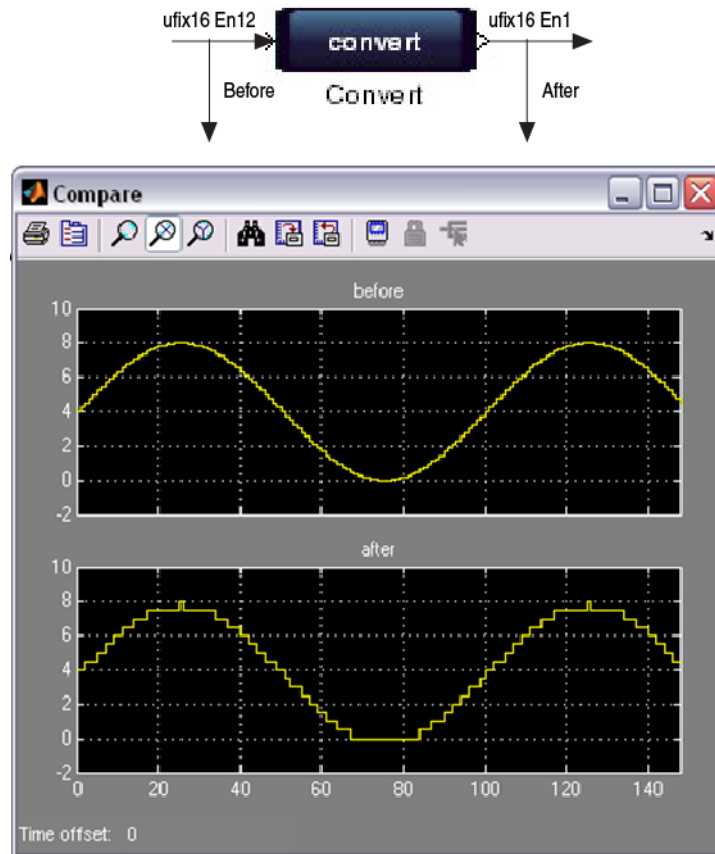 ufix16 En12
convert
ufix16 En1
Before
Convert
After
Compare
before
10
8
6
4
2
0
-2
after
10
8
6
4
2
0
-2
0
20
40
60
80
100
120
140
Time offset: 0